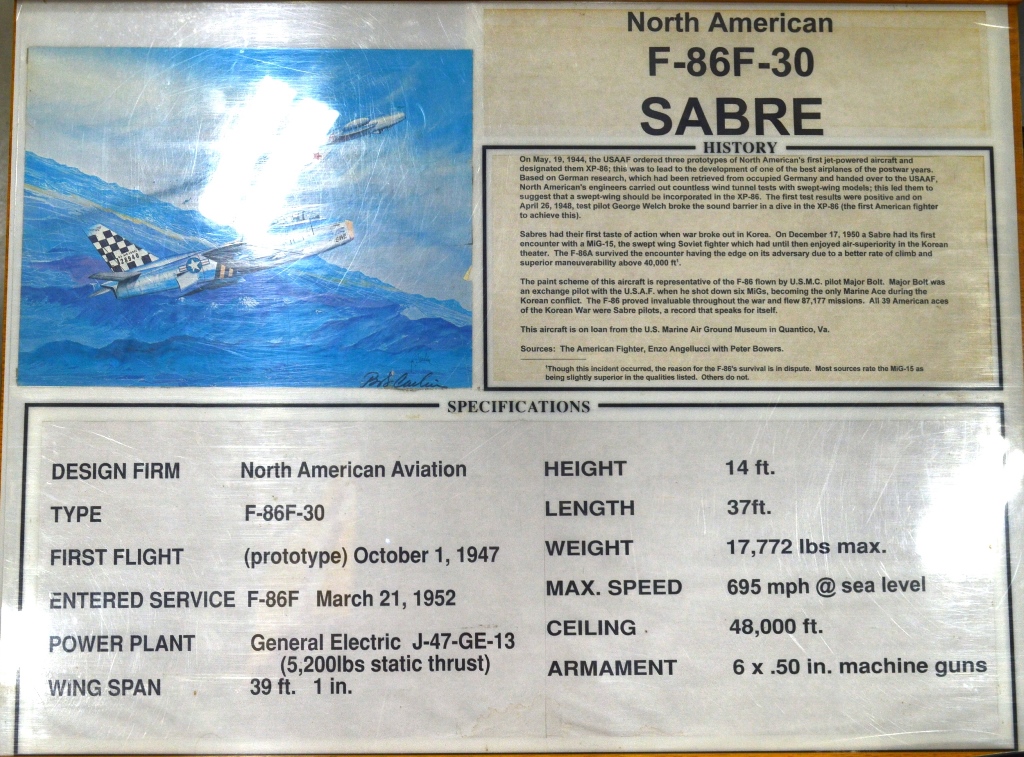 North American
F-86F-30
SABRE
HISTORY
On May, 19, 1944, the USAAF ordered three prototypes of North American's first jet-powered aircraft and
designated them XP-86; this was to lead to the development of one of the best airplanes of the postwar years.
Based on German research, which had been retrieved from occupied Germany and handed over to the USAAF,
North American's engineers carried out countless wind tunnel tests with swept-wing models; this led them to
suggest that a swept-wing should be incorporated in the XP-86. The first test results were positive and on
April 26, 1948, test pilot George Welch broke the sound barrier in a dive in the XP-86 (the first American fighter
to achieve this).
Sabres had their first taste of action when war broke out in Korea. On December 17, 1950 a Sabre had its first
encounter with a MiG-15, the swept wing Soviet fighter which had until then enjoyed air-superiority in the Korean
theater. The F-86A survived the encounter having the edge on its adversary due to a better rate of climb and
superior maneuverability above 40,000 ft¹.
The paint scheme of this aircraft is representative of the F-86 flown by U.S.M.C. pilot Major Bolt. Major Bolt was
an exchange pilot with the U.S.A.F. when he shot down six MiGs, becoming the only Marine Ace during the
Korean conflict. The F-86 proved invaluable throughout the war and flew 87,177 missions. All 39 American aces
of the Korean War were Sabre pilots, a record that speaks for itself.
This aircraft is on loan from the U.S. Marine Air Ground Museum in Quantico, Va.
Sources: The American Fighter, Enzo Angellucci with Peter Bowers.
¹Though this incident occurred, the reason for the F-86's survival is in dispute. Most sources rate the MiG-15 as
being slightly superior in the qualities listed. Others do not.
SPECIFICATIONS
DESIGN FIRM North American Aviation
TYPE F-86F-30
FIRST FLIGHT (prototype) October 1, 1947
ENTERED SERVICE F-86F March 21, 1952
POWER PLANT General Electric J-47-GE-13
(5,200lbs static thrust)
WING SPAN 39 ft. 1 in.
HEIGHT 14 ft.
LENGTH 37ft.
WEIGHT 17,772 lbs max.
MAX. SPEED 695 mph @ sea level
CEILING 48,000 ft.
ARMAMENT 6 x .50 in. machine guns